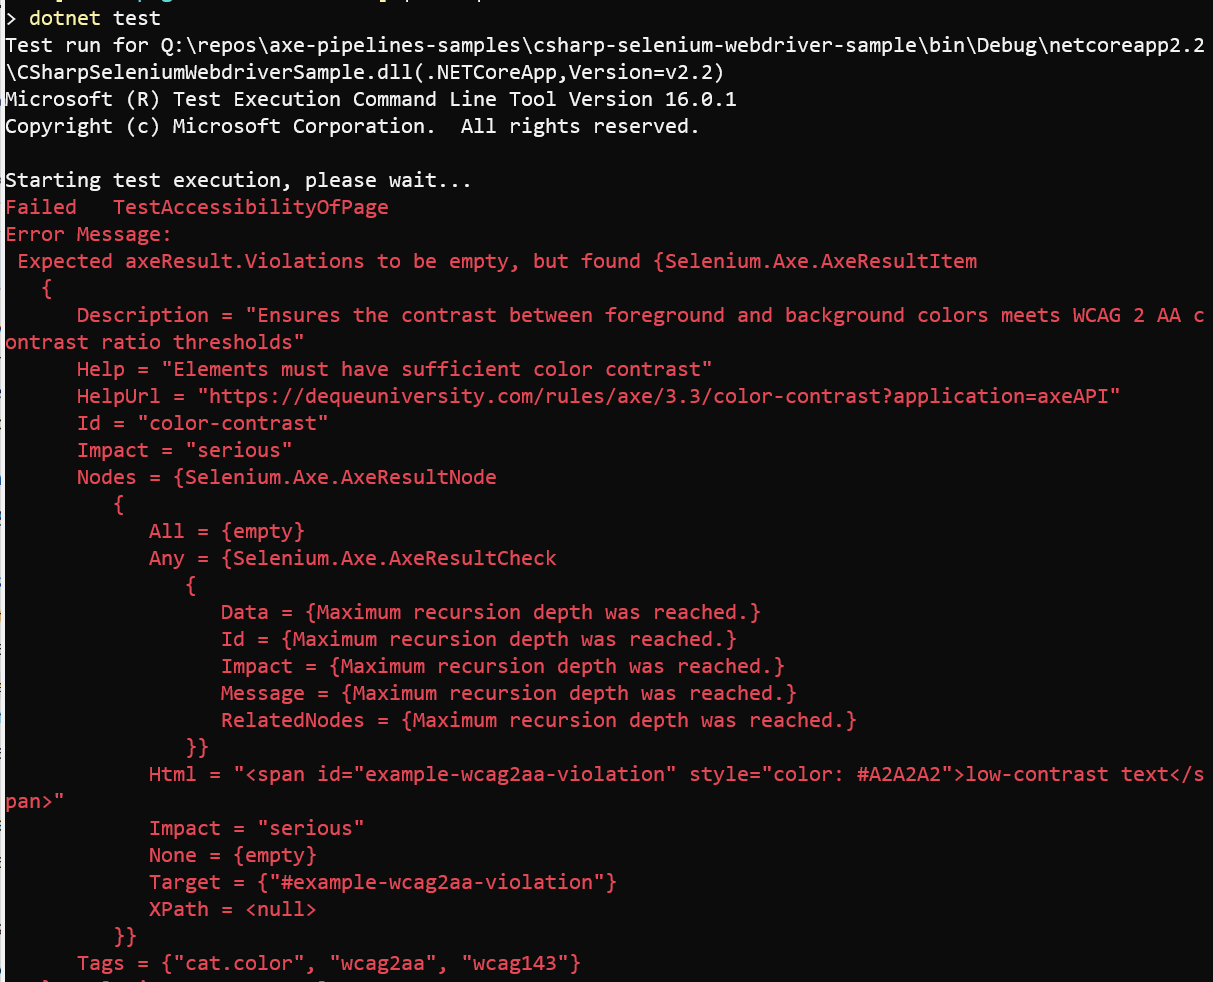 > dotnet test
Test run for Q:\repos\axe-pipelines-samples\csharp-selenium-webdriver-sample\bin\Debug\netcoreapp2.2
\CSharpSeleniumWebdriverSample.dll(.NETCoreApp,Version=v2.2)
Microsoft (R) Test Execution Command Line Tool Version 16.0.1
Copyright (c) Microsoft Corporation.  All rights reserved.

Starting test execution, please wait...
Failed   TestAccessibilityOfPage
Error Message:
 Expected axeResult.Violations to be empty, but found {Selenium.Axe.AxeResultItem
   {
      Description = "Ensures the contrast between foreground and background colors meets WCAG 2 AA c
ontrast ratio thresholds"
      Help = "Elements must have sufficient color contrast"
      HelpUrl = "https://dequeuniversity.com/rules/axe/3.3/color-contrast?application=axeAPI"
      Id = "color-contrast"
      Impact = "serious"
      Nodes = {Selenium.Axe.AxeResultNode
         {
            All = {empty}
            Any = {Selenium.Axe.AxeResultCheck
               {
                  Data = {Maximum recursion depth was reached.}
                  Id = {Maximum recursion depth was reached.}
                  Impact = {Maximum recursion depth was reached.}
                  Message = {Maximum recursion depth was reached.}
                  RelatedNodes = {Maximum recursion depth was reached.}
               }}
            Html = "<span id="example-wcag2aa-violation" style="color: #A2A2A2">low-contrast text</s
pan>"
            Impact = "serious"
            None = {empty}
            Target = {"#example-wcag2aa-violation"}
            XPath = <null>
         }}
      Tags = {"cat.color", "wcag2aa", "wcag143"}